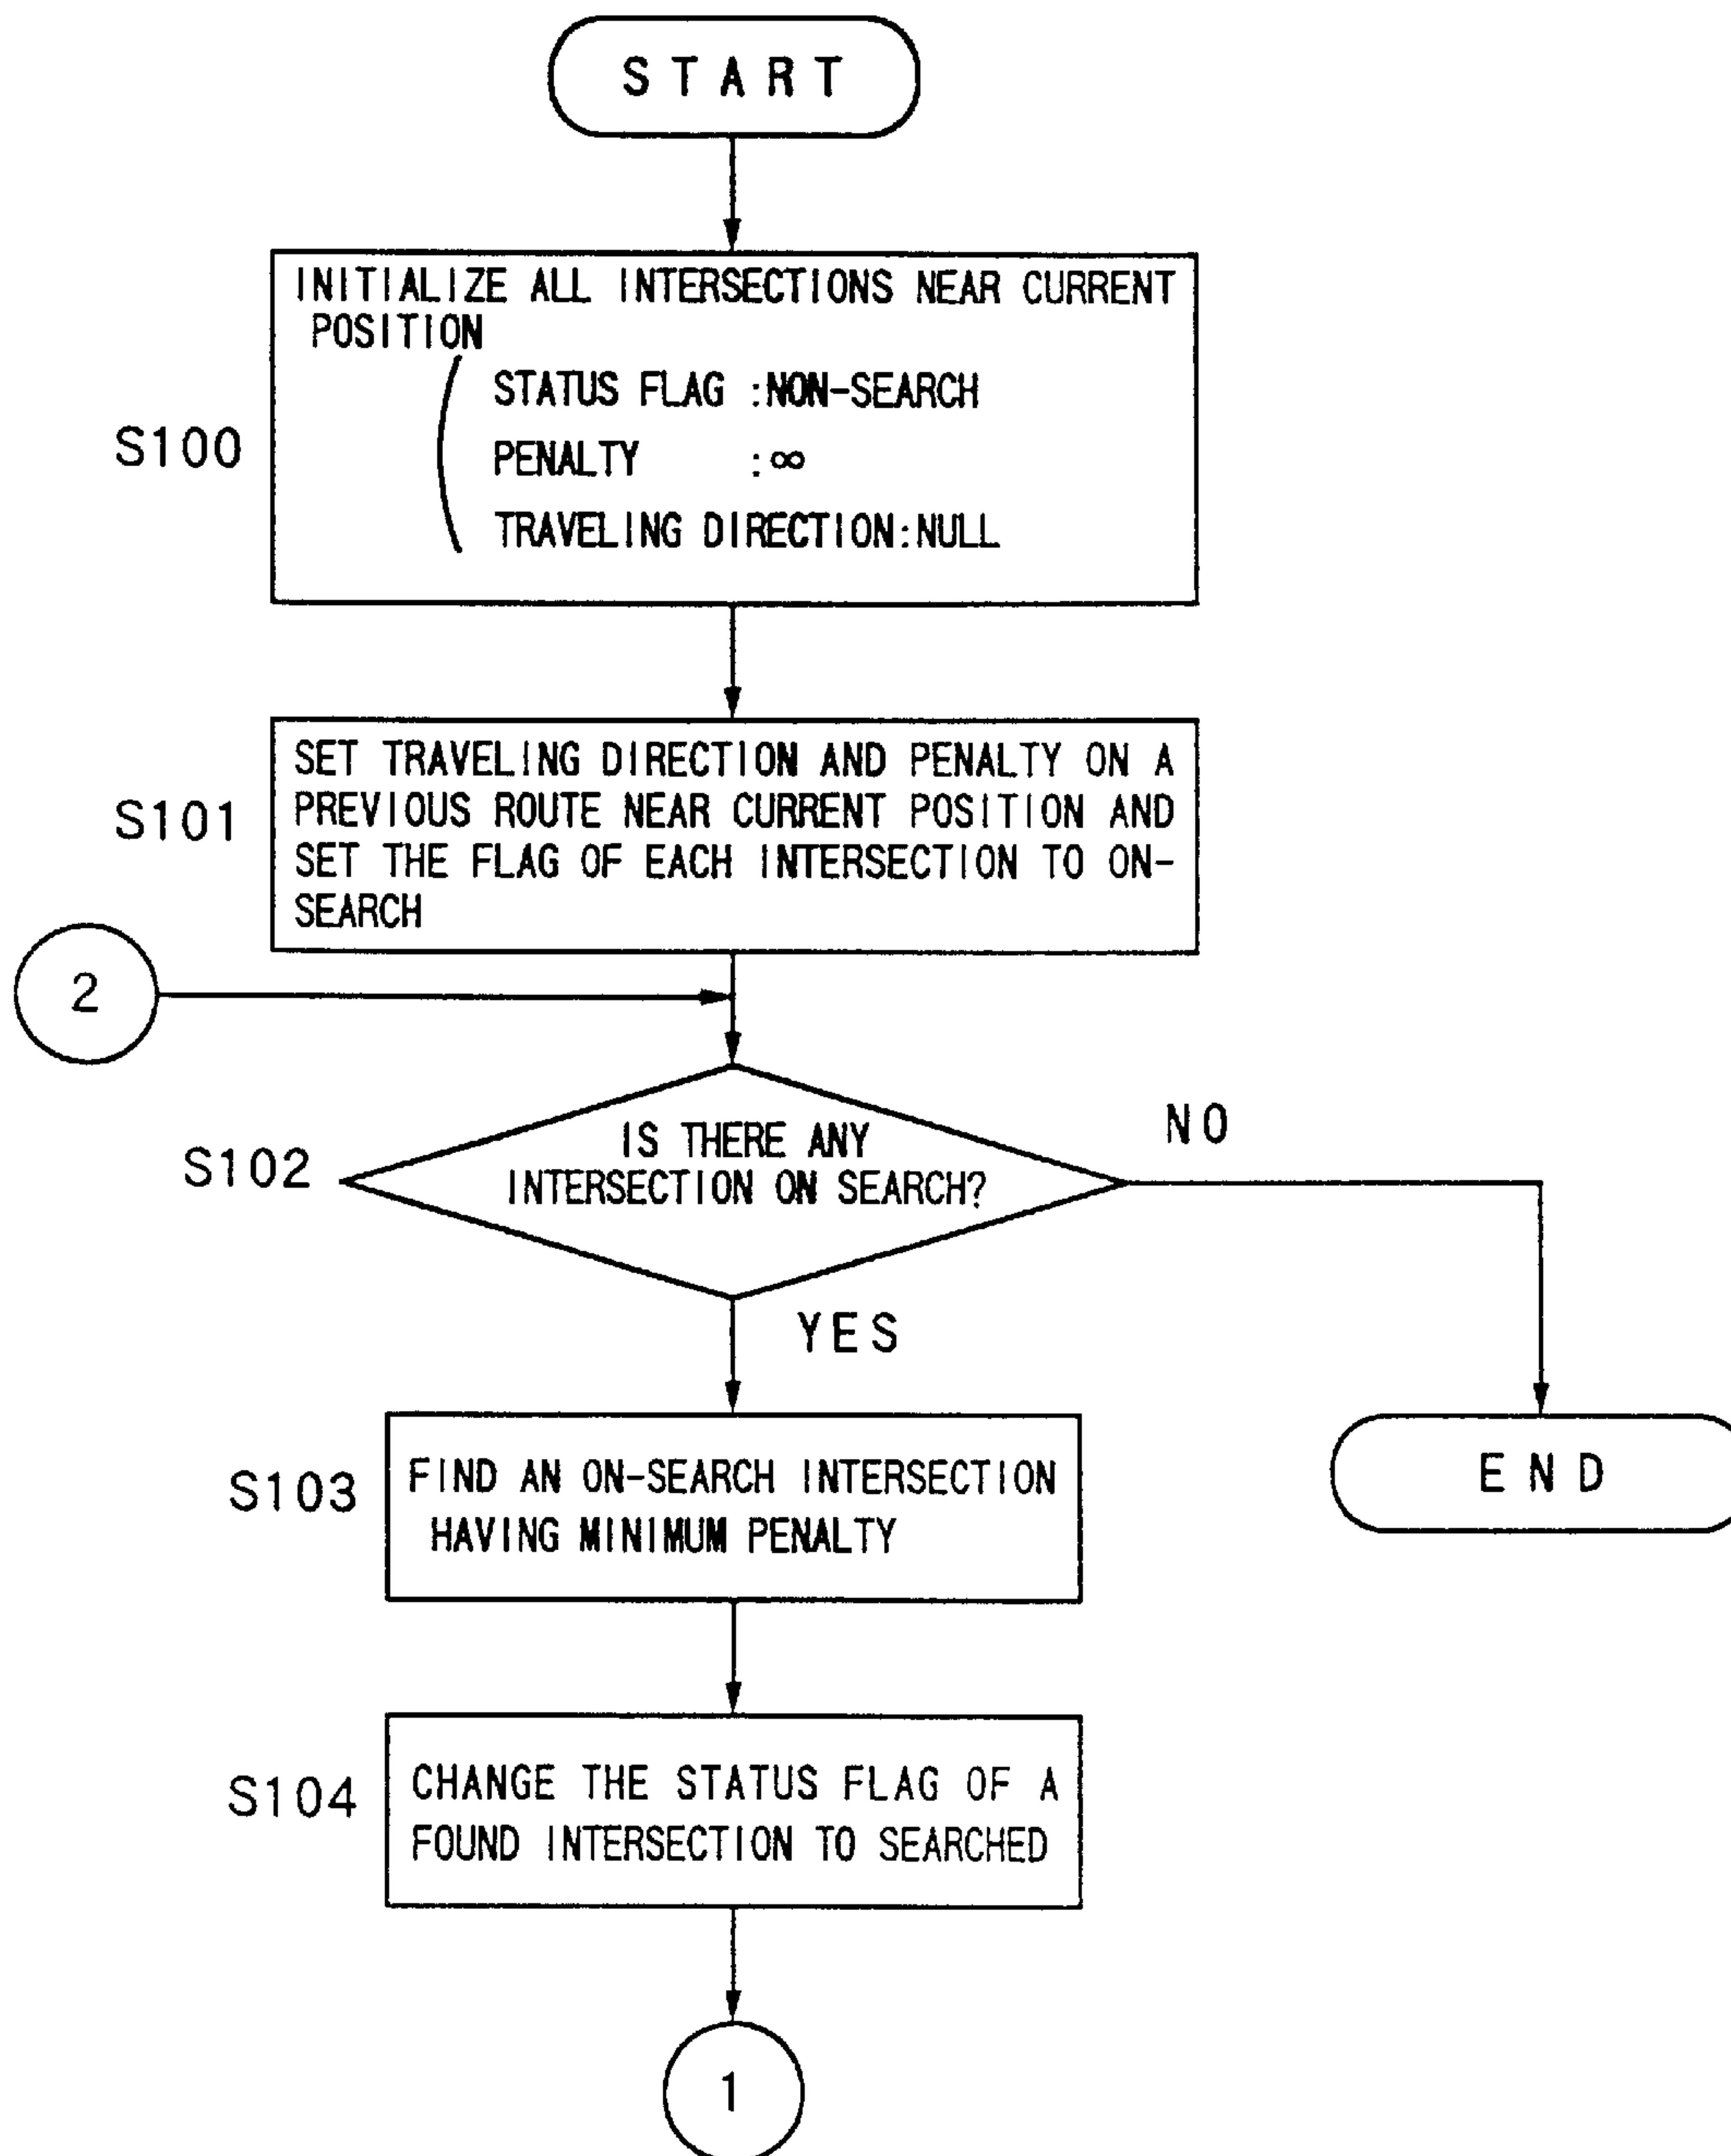 START
INITIALIZE ALL INTERSECTIONS NEAR CURRENT
POSITION
STATUS FLAG :NON-SEARCH
S100
PENALTY :∞
TRAVELING DIRECTION:NULL
SET TRAVELING DIRECTION AND PENALTY ON A
S101
PREVIOUS ROUTE NEAR CURRENT POSITION AND
SET THE FLAG OF EACH INTERSECTION TO ON-
SEARCH
2
IS THERE ANY
INTERSECTION ON SEARCH?
S102
NO
YES
S103
FIND AN ON-SEARCH INTERSECTION
HAVING MINIMUM PENALTY
END
S104
CHANGE THE STATUS FLAG OF A
FOUND INTERSECTION TO SEARCHED
1